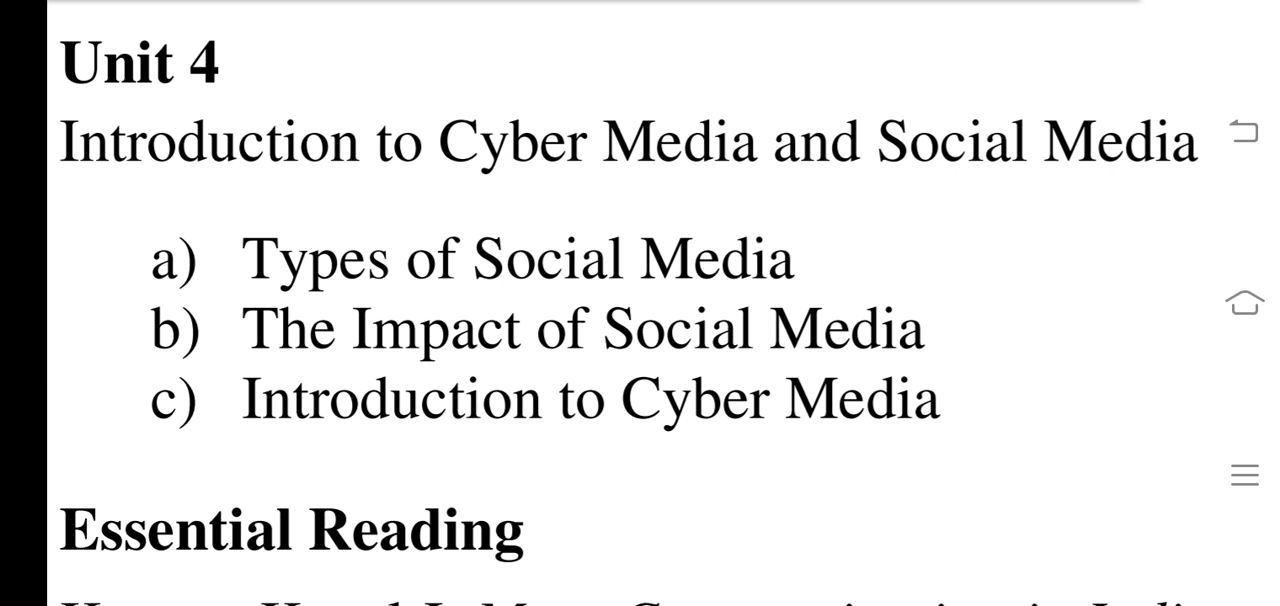 Unit 4
Introduction to Cyber Media and Social Media
a) Types of Social Media
b) The Impact of Social Media
c) Introduction to Cyber Media
Essential Reading